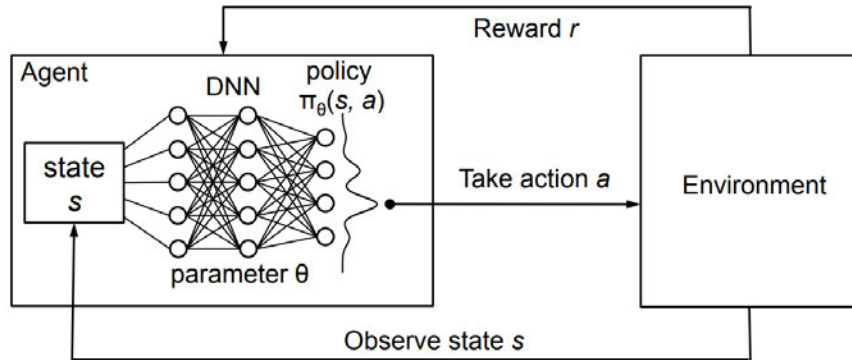 Reward r
Agent
DNN
policy
πθ(s, a)
state
s
Take action a
Environment
parameter θ
Observe state s